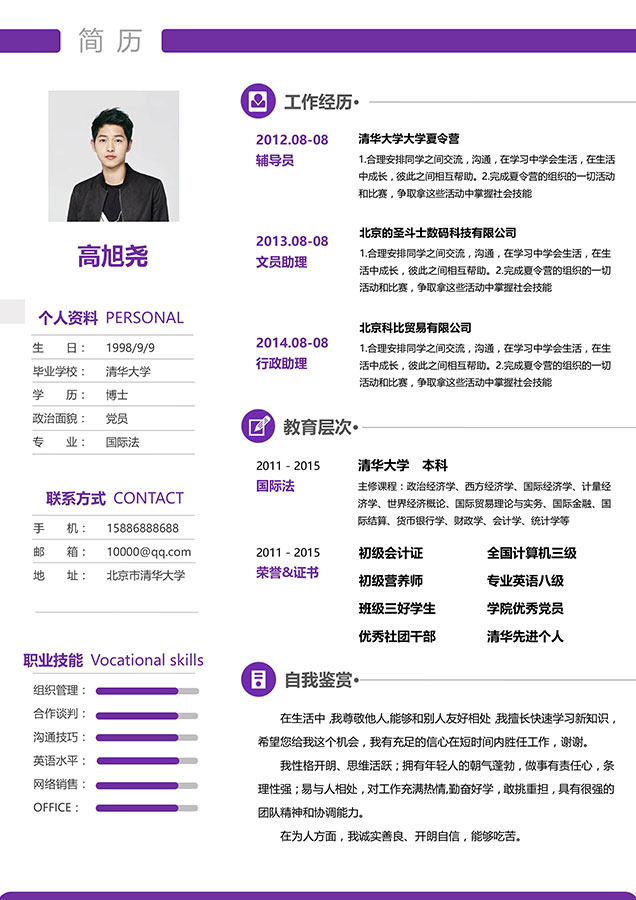 简 历
高旭尧
个人资料 PERSONAL
生 日： 1998/9/9
毕业学校： 清华大学
学 历： 博士
政治面貌： 党员
专 业： 国际法
联系方式 CONTACT
手 机： 15886888688
邮 箱： 10000@qq.com
地 址： 北京市清华大学
职业技能 Vocational skills
组织管理：
合作谈判：
沟通技巧：
英语水平：
网络销售：
OFFICE：
工作经历
2012.08-08
辅导员
清华大学大学夏令营
1.合理安排同学之间交流，沟通，在学习中学会生活，在生活
中成长，彼此之间相互帮助。2.完成夏令营的组织的一切活动
和比赛，争取拿这些活动中掌握社会技能
2013.08-08
文员助理
北京的圣斗士数码科技有限公司
1.合理安排同学之间交流，沟通，在学习中学会生活，在生
活中成长，彼此之间相互帮助。2.完成夏令营的组织的一切
活动和比赛，争取拿这些活动中掌握社会技能
2014.08-08
行政助理
北京科比贸易有限公司
1.合理安排同学之间交流，沟通，在学习中学会生活，在生
活中成长，彼此之间相互帮助。2.完成夏令营的组织的一切
活动和比赛，争取拿这些活动中掌握社会技能
教育层次
2011 - 2015
国际法
清华大学 本科
主修课程：政治经济学、西方经济学、国际经济学、计量经
济学、世界经济概论、国际贸易理论与实务、国际金融、国
际结算、货币银行学、财政学、会计学、统计学等
2011 - 2015
荣誉&证书
初级会计证 全国计算机三级
初级营养师 专业英语八级
班级三好学生 学院优秀党员
优秀社团干部 清华先进个人
自我鉴赏
在生活中 ,我尊敬他人,能够和别人友好相处 ,我擅长快速学习新知识，
希望您给我这个机会，我有充足的信心在短时间内胜任工作，谢谢。
我性格开朗、思维活跃；拥有年轻人的朝气蓬勃，做事有责任心，条
理性强；易与人相处，对工作充满热情,勤奋好学，敢挑重担，具有很强的
团队精神和协调能力。
在为人方面，我诚实善良、开朗自信，能够吃苦。